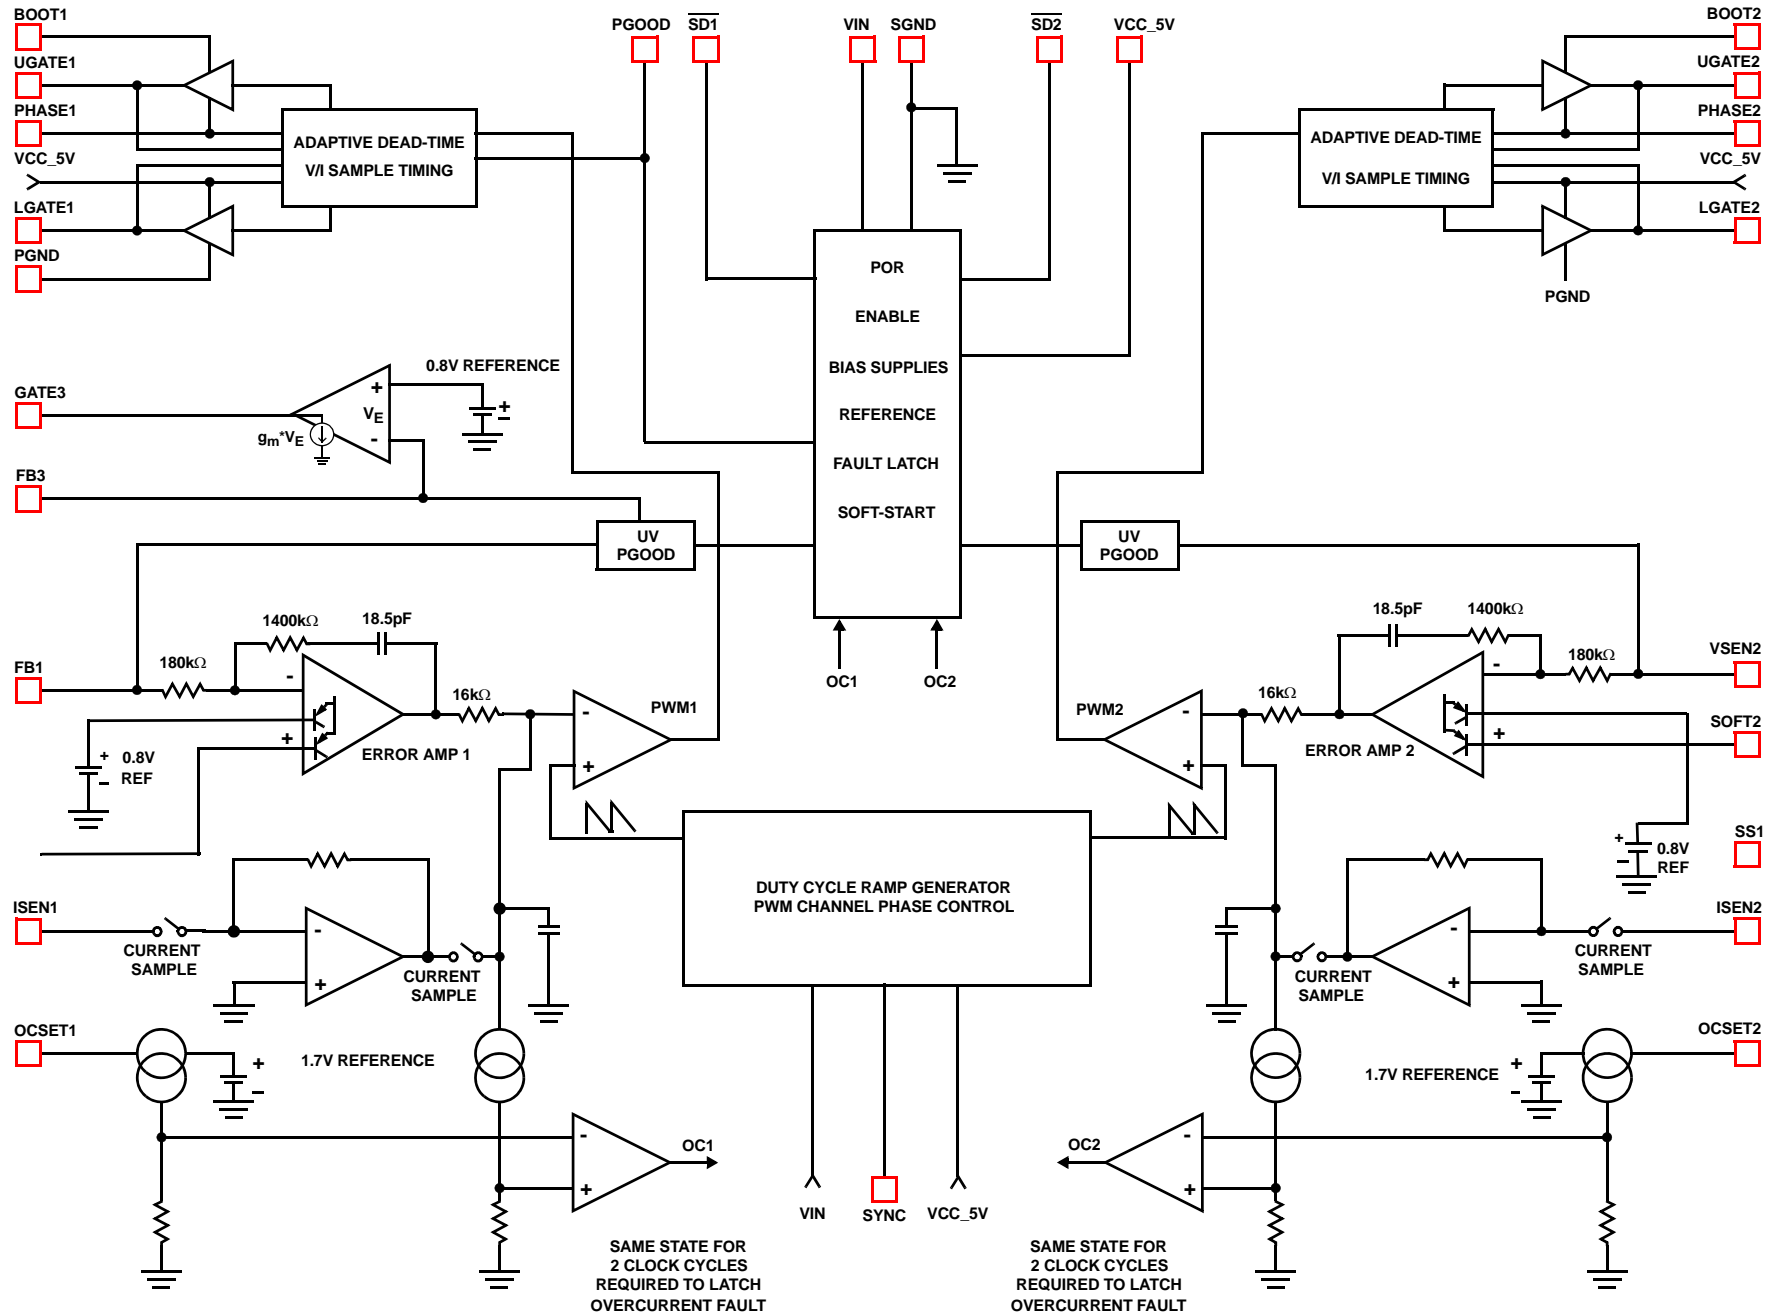 BOOT1
UGATE1
PHASE1
VCC_5V
LGATE1
PGND
ADAPTIVE DEAD-TIME
V/I SAMPLE TIMING
PGOOD
SD1
VIN
SGND
SD2
VCC_5V
BOOT2
UGATE2
PHASE2
VCC_5V
LGATE2
ADAPTIVE DEAD-TIME
V/I SAMPLE TIMING
PGND
POR
ENABLE
BIAS SUPPLIES
REFERENCE
FAULT LATCH
SOFT-START
0.8V REFERENCE
GATE3
+
VE
-
gm*VE
+
-
FB3
UV
PGOOD
UV
PGOOD
OC1
OC2
1400kΩ
18.5pF
180kΩ
FB1
-
+
16kΩ
ERROR AMP 1
+
-
0.8V
REF
-
+
PWM1
18.5pF
1400kΩ
180kΩ
VSEN2
-
+
16kΩ
ERROR AMP 2
SOFT2
PWM2
-
+
+
-
0.8V
REF
SS1
DUTY CYCLE RAMP GENERATOR
PWM CHANNEL PHASE CONTROL
ISEN1
CURRENT
SAMPLE
-
+
CURRENT
SAMPLE
ISEN2
CURRENT
SAMPLE
-
+
CURRENT
SAMPLE
OCSET1
+
-
1.7V REFERENCE
OCSET2
+
-
1.7V REFERENCE
-
+
OC1
OC2
-
+
VIN
SYNC
VCC_5V
SAME STATE FOR
2 CLOCK CYCLES
REQUIRED TO LATCH
OVERCURRENT FAULT
SAME STATE FOR
2 CLOCK CYCLES
REQUIRED TO LATCH
OVERCURRENT FAULT